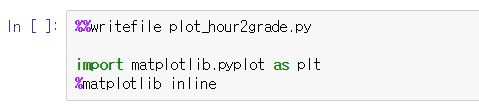 In [ ]: %%writefile plot_hour2grade.py
import matplotlib.pyplot as plt
%matplotlib inline